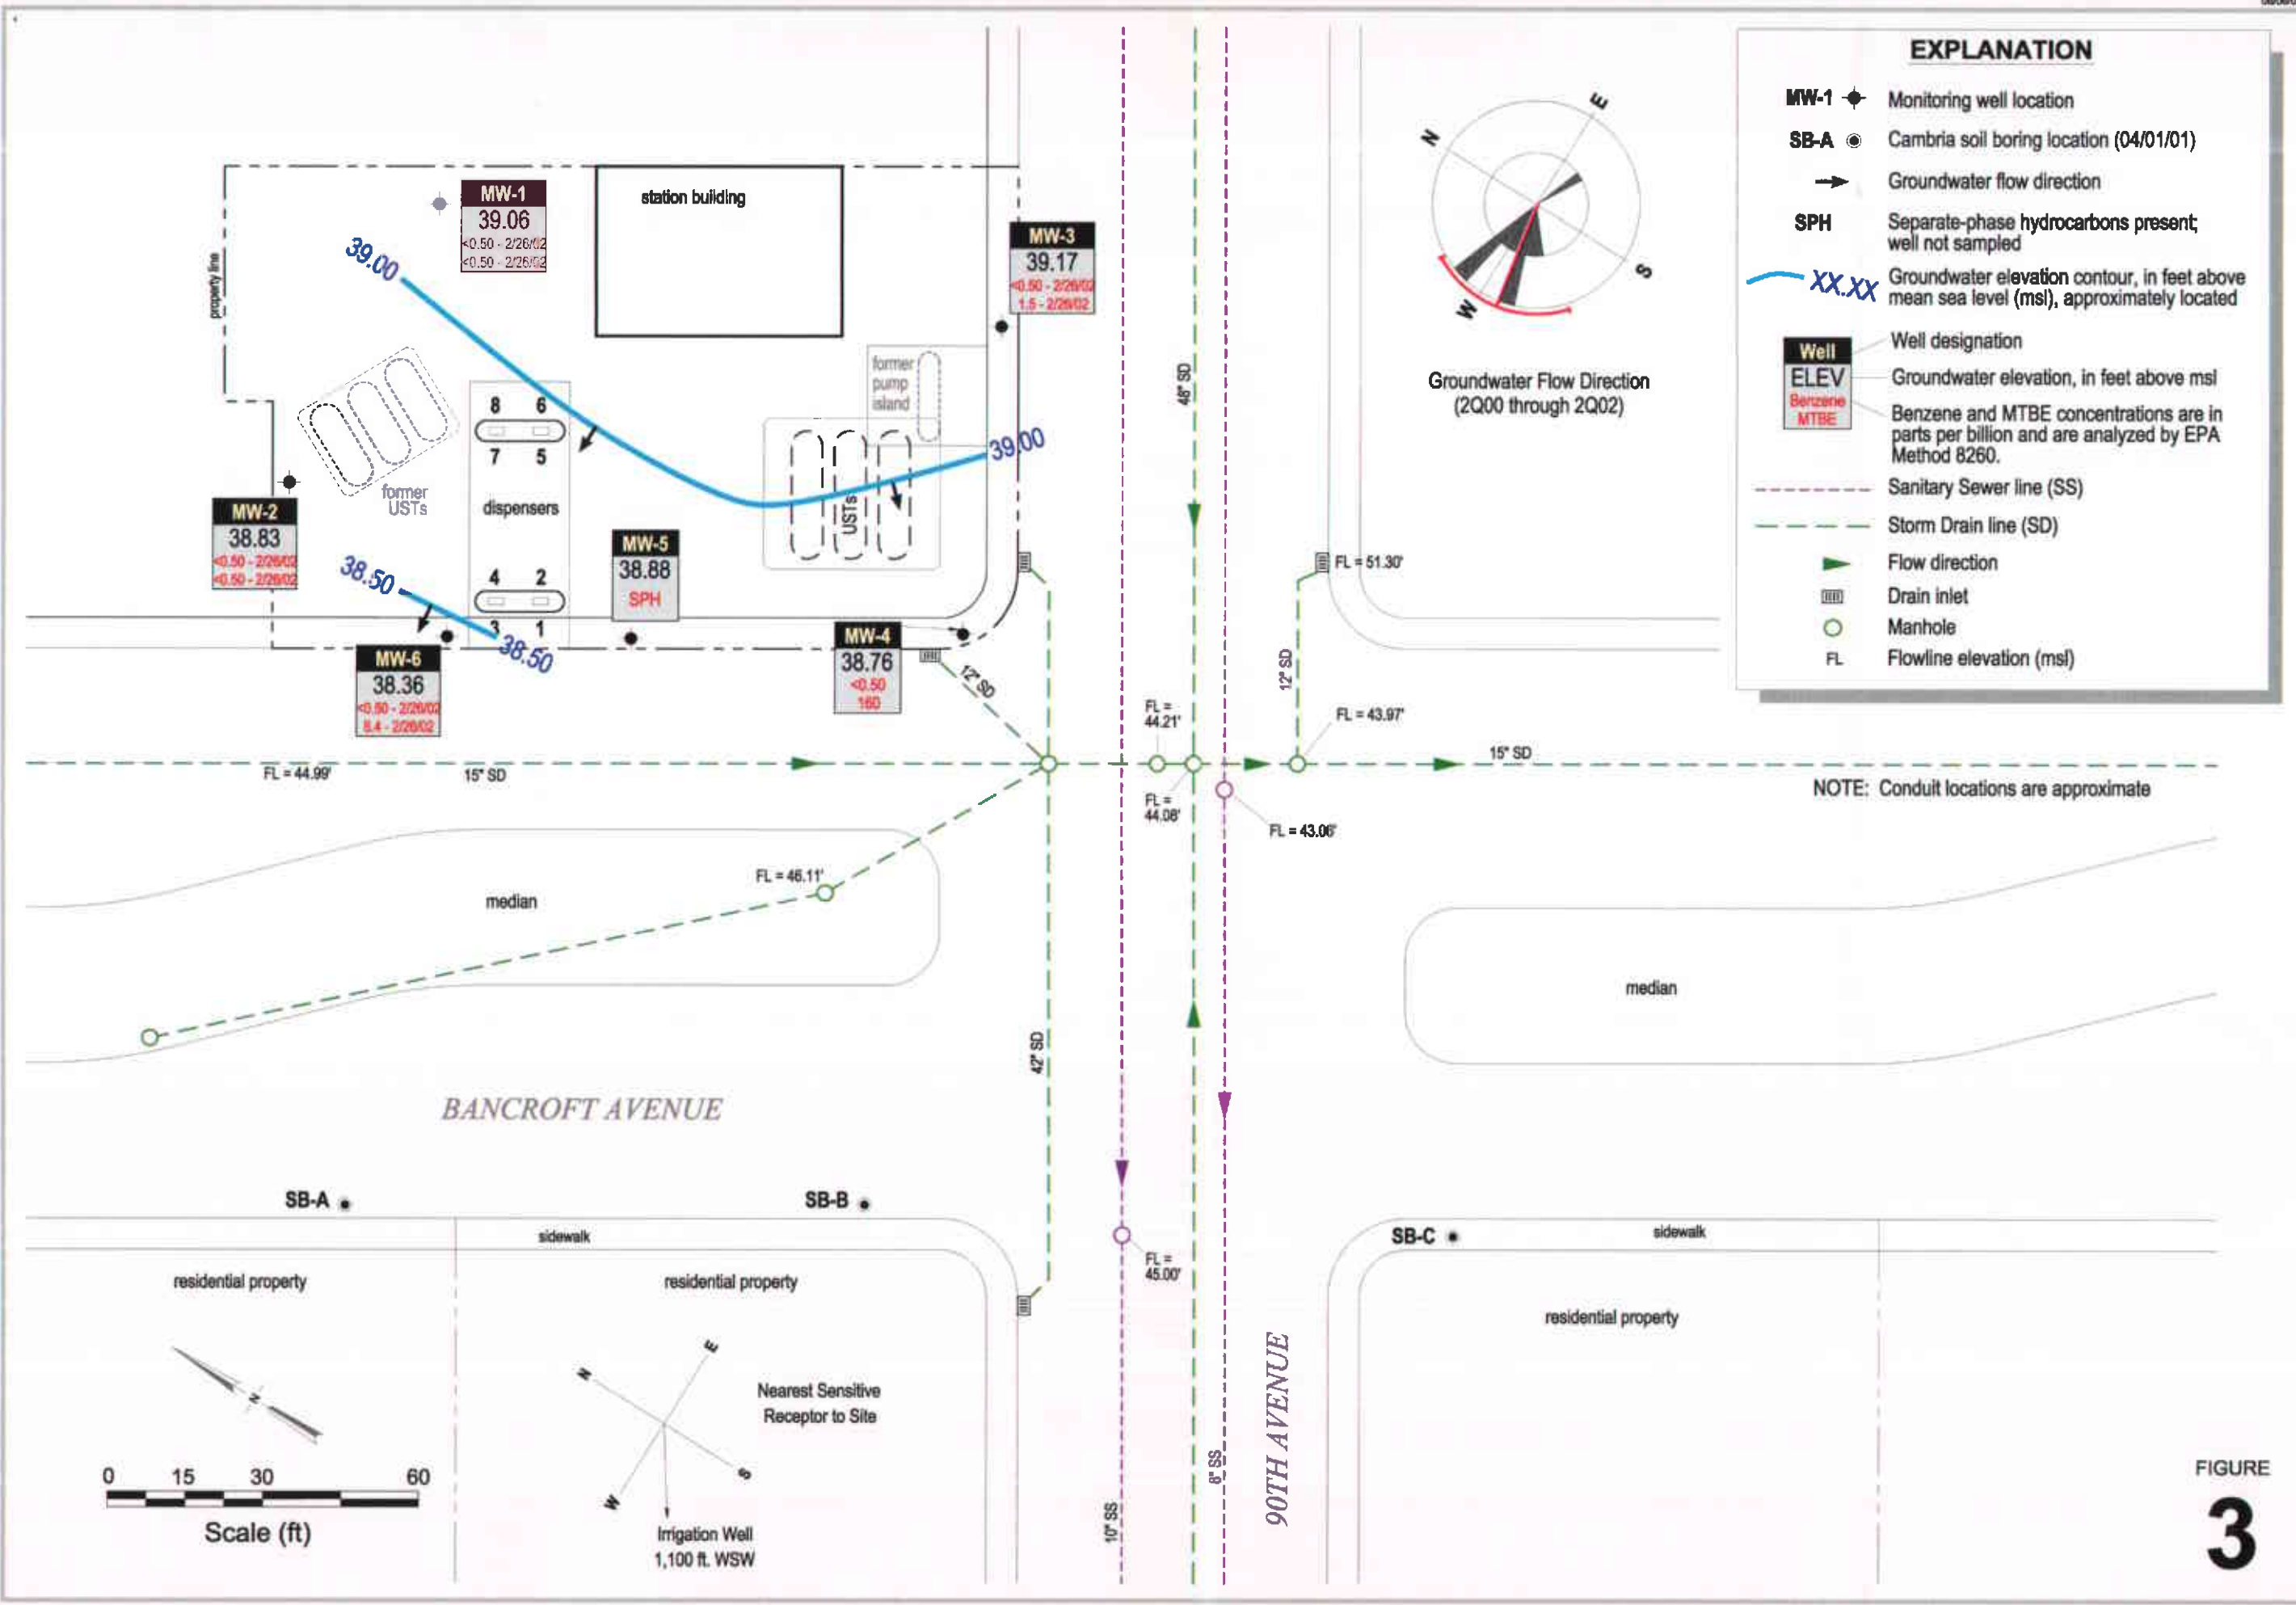 EXPLANATION
MW-1 Monitoring well location
SB-A Cambria soil boring location (04/01/01)
Groundwater flow direction
SPH Separate-phase hydrocarbons present;
well not sampled
XX.XX Groundwater elevation contour, in feet above
mean sea level (msl), approximately located
Well
ELEV
Benzene
MTBE
Well designation
Groundwater elevation, in feet above msl
Benzene and MTBE concentrations are in
parts per billion and are analyzed by EPA
Method 8260.
Sanitary Sewer line (SS)
Storm Drain line (SD)
Flow direction
Drain inlet
Manhole
FL Flowline elevation (msl)
property line
MW-1
39.06
<0.50 - 2/26/02
<0.50 - 2/26/02
station building
MW-3
39.17
<0.50 - 2/26/02
1.5 - 2/26/02
39.00
39.00
former
pump
island
former
USTs
8 6
7 5
dispensers
4 2
3 1
USTs
MW-2
38.83
<0.50 - 2/26/02
<0.50 - 2/26/02
38.50
38.50
MW-5
38.88
SPH
MW-6
38.36
<0.50 - 2/26/02
8.4 - 2/26/02
MW-4
38.76
<0.50
160
N
E
S
W
Groundwater Flow Direction
(2Q00 through 2Q02)
48" SD
FL = 51.30'
12" SD
12" SD
FL =
44.21'
FL = 43.97'
FL = 44.99'
15" SD
15" SD
FL =
44.08'
FL = 43.06'
NOTE: Conduit locations are approximate
FL = 46.11'
median
median
42" SD
BANCROFT AVENUE
SB-A
SB-B
SB-C
sidewalk
sidewalk
FL =
45.00'
residential property
residential property
residential property
N
N
E
S
W
Nearest Sensitive
Receptor to Site
Irrigation Well
1,100 ft. WSW
0 15 30 60
Scale (ft)
10" SS
8" SS
90TH AVENUE
FIGURE
3